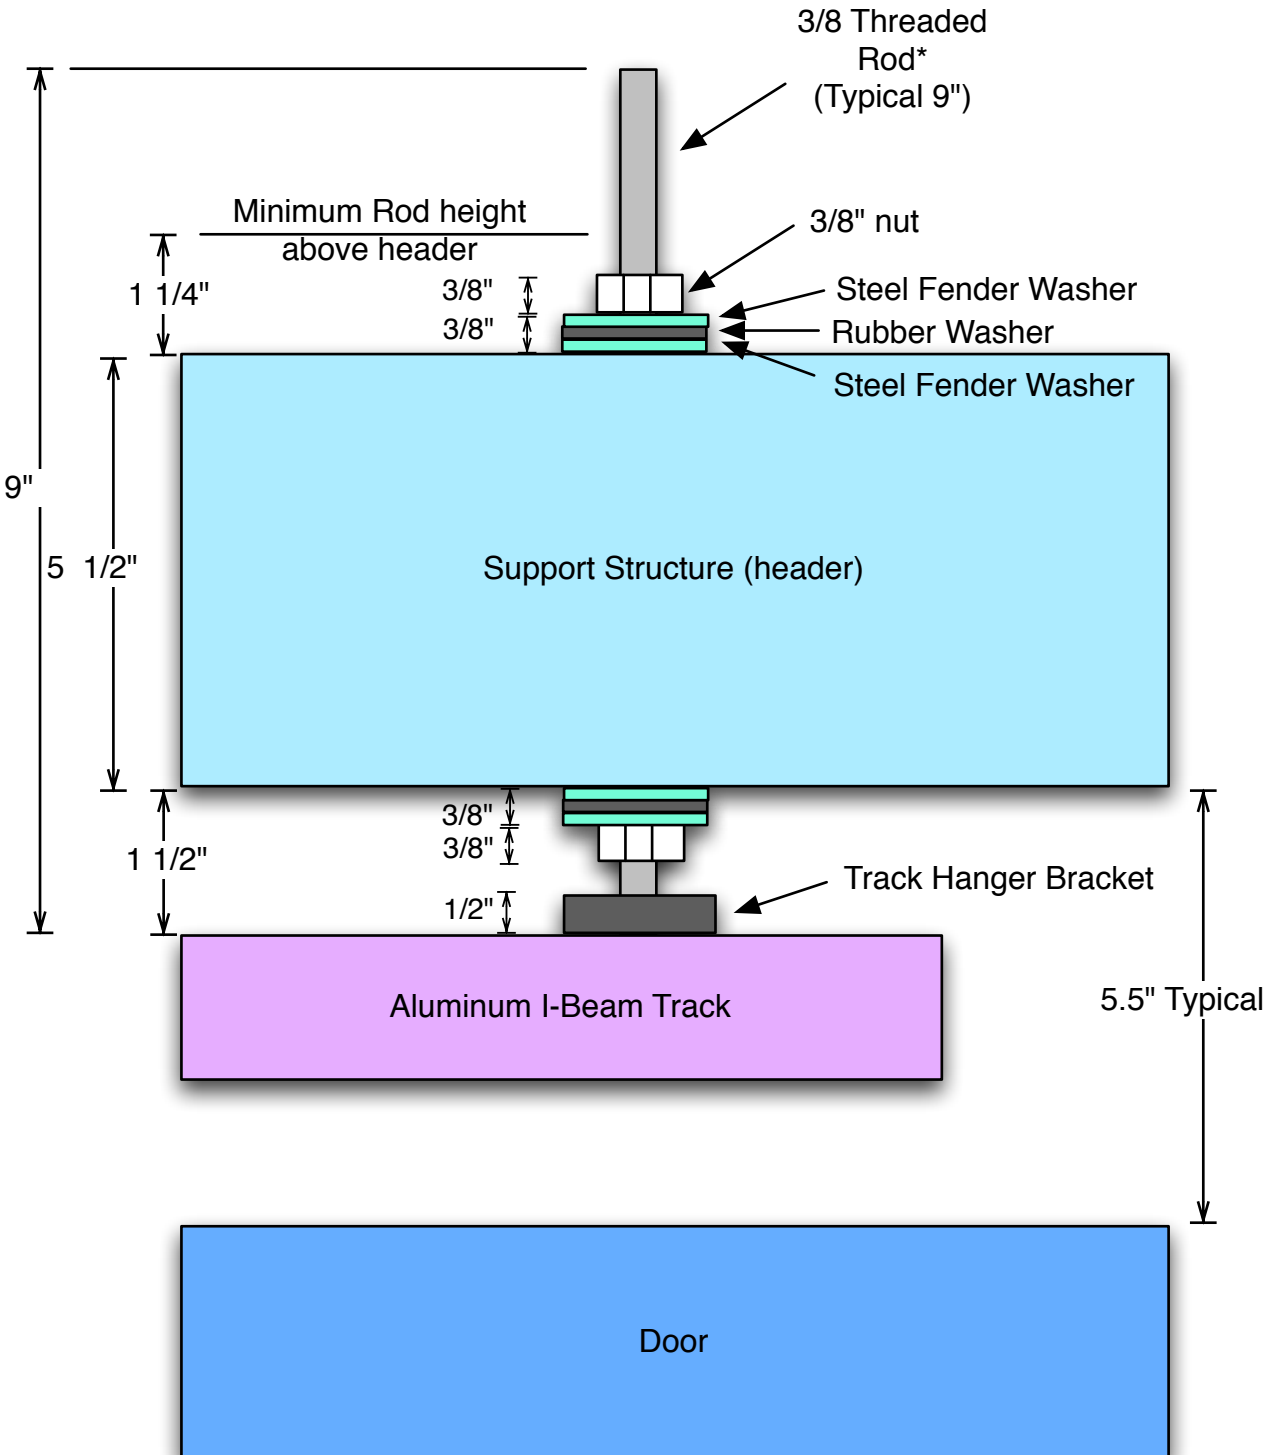 3/8 Threaded
Rod*
(Typical 9")
Minimum Rod height
above header
3/8" nut
1 1/4"
3/8"
3/8"
Steel Fender Washer
Rubber Washer
Steel Fender Washer
9"
5 1/2"
Support Structure (header)
3/8"
3/8"
1 1/2"
1/2"
Track Hanger Bracket
Aluminum I-Beam Track
5.5" Typical
Door